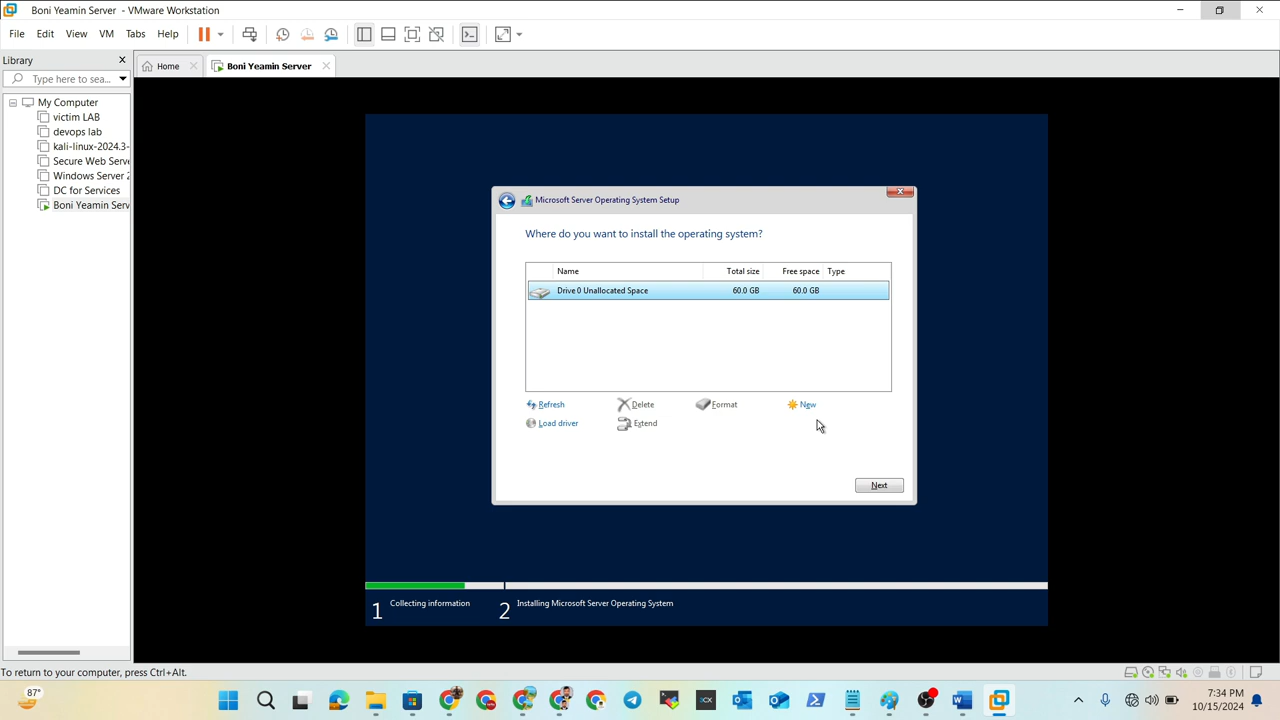 Boni Yeamin Server - VMware Workstation
File Edit View VM Tabs Help
Library
Type here to sea...
Home
Boni Yeamin Server
My Computer
victim LAB
devops lab
kali-linux-2024.3-
Secure Web Serve
Windows Server 2
DC for Services
Boni Yeamin Serv
Microsoft Server Operating System Setup
Where do you want to install the operating system?
Name Total size Free space Type
Drive 0 Unallocated Space 60.0 GB 60.0 GB
Refresh Delete Format New
Load driver Extend
Next
1 Collecting information 2 Installing Microsoft Server Operating System
To return to your computer, press Ctrl+Alt.
87°
7:34 PM
10/15/2024